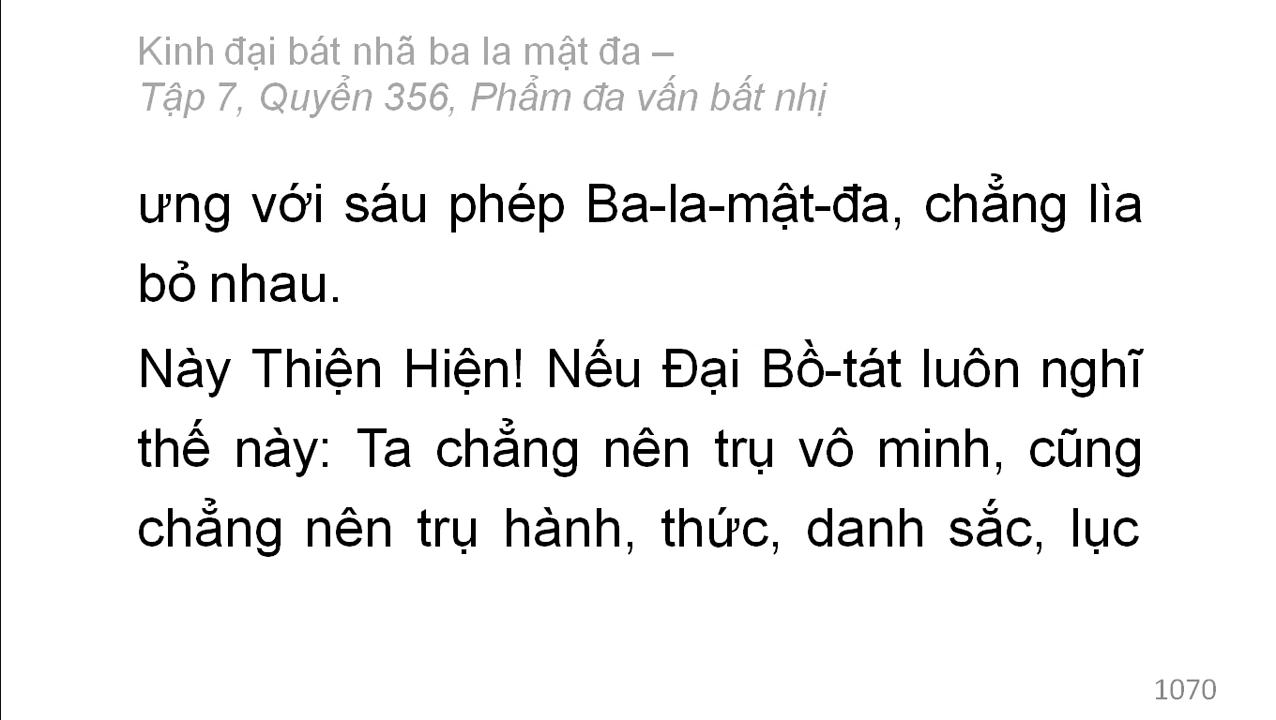 Kinh đại bát nhã ba la mật đa –
Tập 7, Quyển 356, Phẩm đa vấn bất nhị
ưng với sáu phép Ba-la-mật-đa, chẳng lìa
bỏ nhau.
Này Thiện Hiện! Nếu Đại Bồ-tát luôn nghĩ
thế này: Ta chẳng nên trụ vô minh, cũng
chẳng nên trụ hành, thức, danh sắc, lục
1070